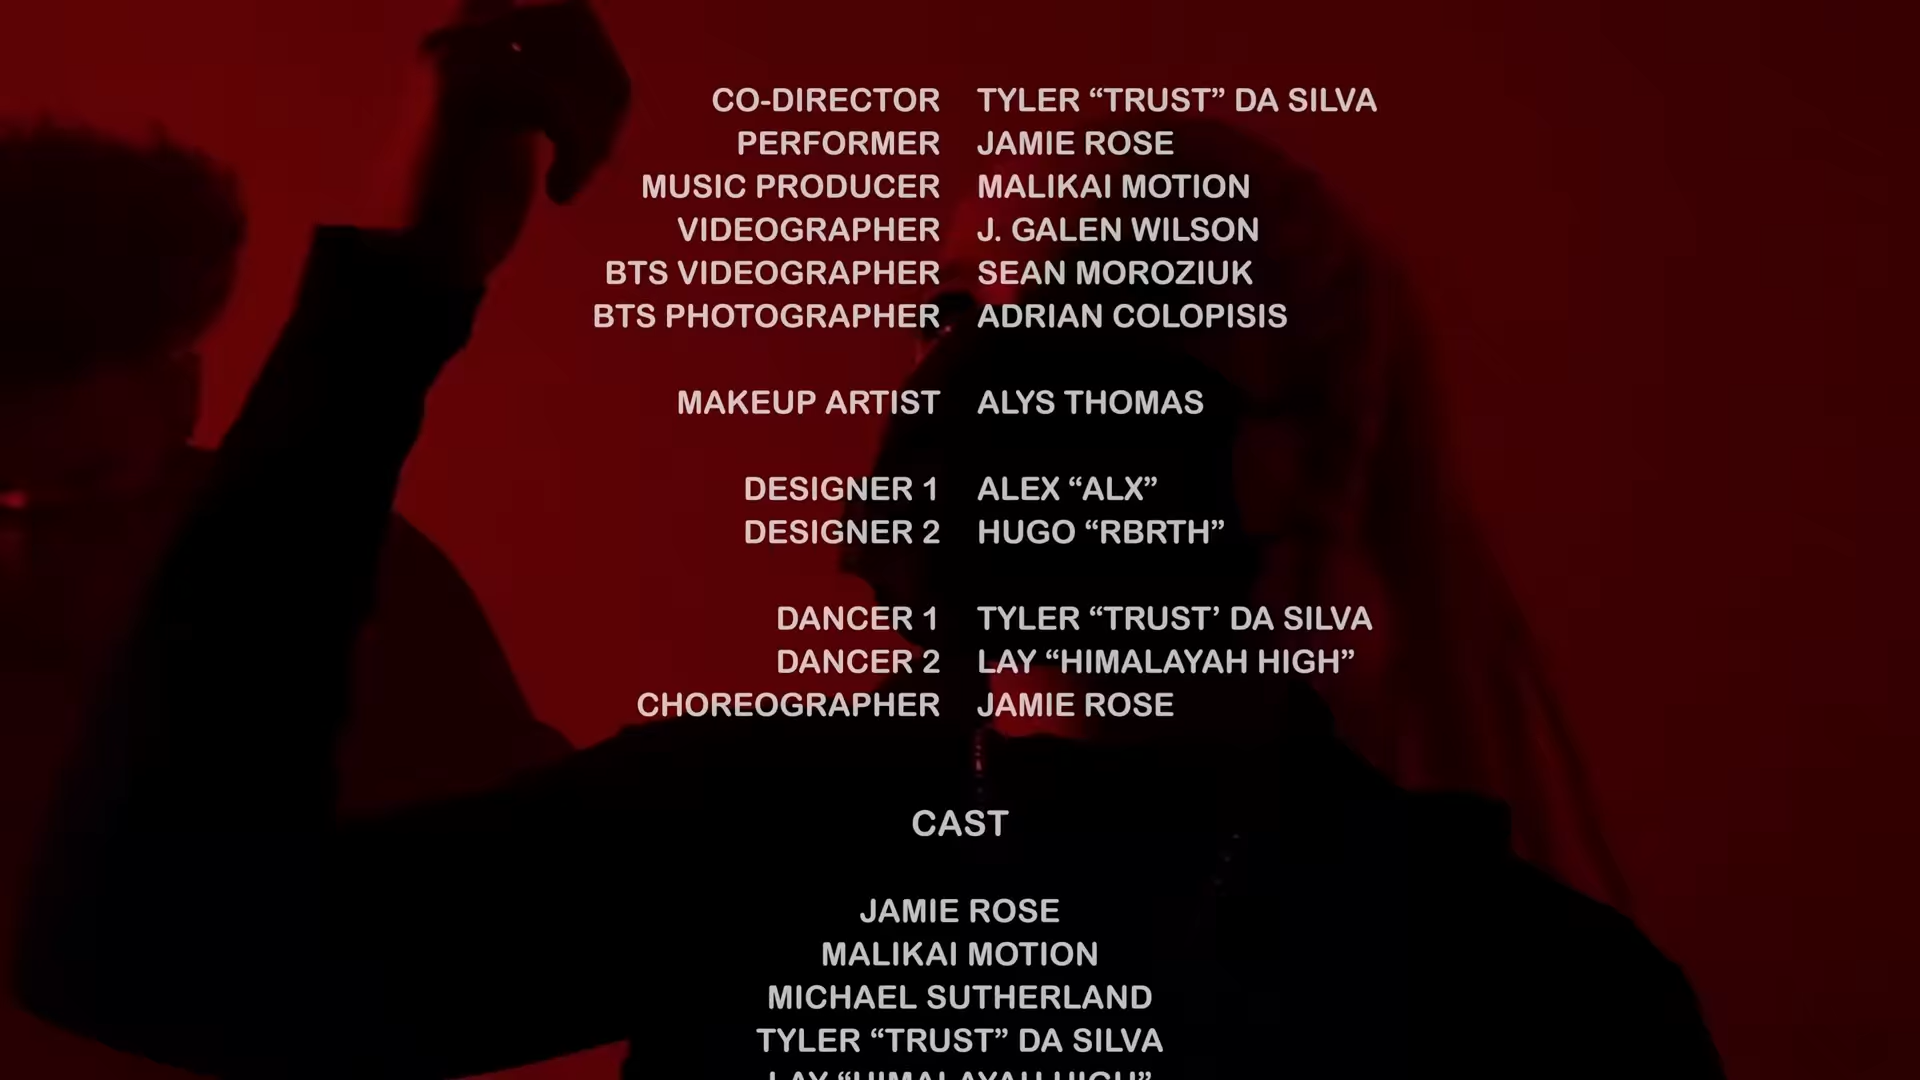 CO-DIRECTOR TYLER “TRUST” DA SILVA
PERFORMER JAMIE ROSE
MUSIC PRODUCER MALIKAI MOTION
VIDEOGRAPHER J. GALEN WILSON
BTS VIDEOGRAPHER SEAN MOROZIUK
BTS PHOTOGRAPHER ADRIAN COLOPISIS
MAKEUP ARTIST ALYS THOMAS
DESIGNER 1 ALEX “ALX”
DESIGNER 2 HUGO “RBRTH”
DANCER 1 TYLER “TRUST’ DA SILVA
DANCER 2 LAY “HIMALAYAH HIGH”
CHOREOGRAPHER JAMIE ROSE
CAST
JAMIE ROSE
MALIKAI MOTION
MICHAEL SUTHERLAND
TYLER “TRUST” DA SILVA
LAY “HIMALAYAH HIGH”